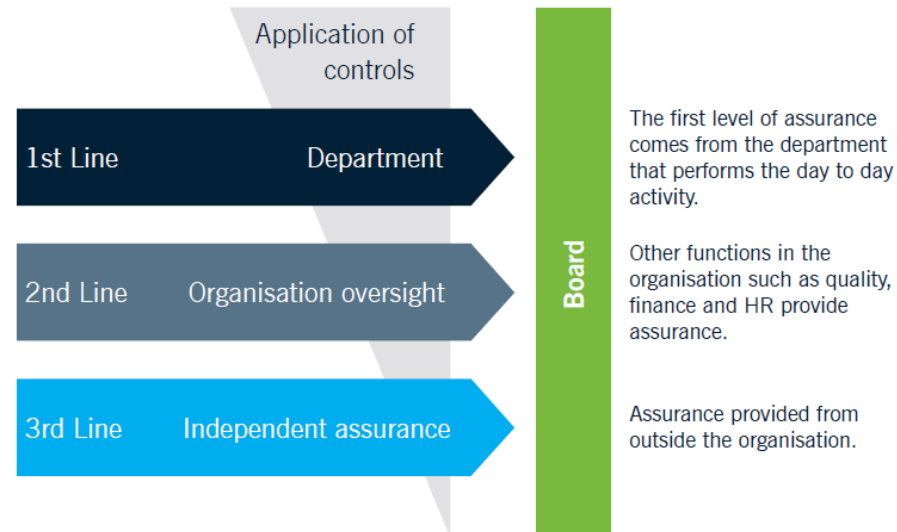 Application of
controls
1st Line
Department
The first level of assurance
comes from the department
that performs the day to day
activity.
2nd Line
Organisation oversight
Board
Other functions in the
organisation such as quality,
finance and HR provide
assurance.
3rd Line
Independent assurance
Assurance provided from
outside the organisation.